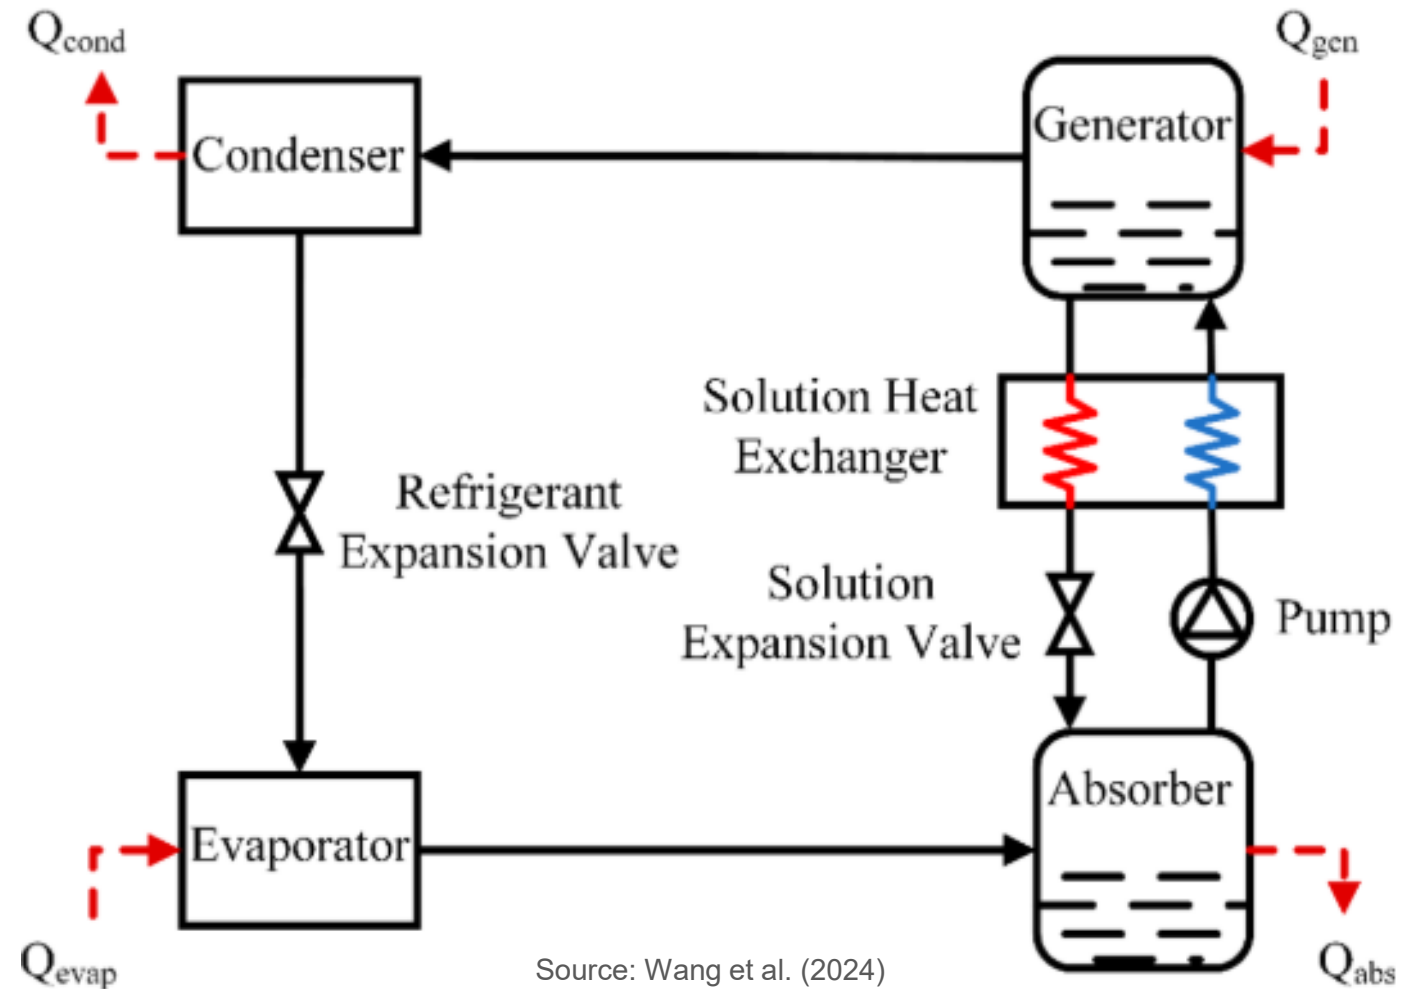 Qcond
Qgen
Condenser
Generator
Solution Heat
Exchanger
Refrigerant
Expansion Valve
Solution
Expansion Valve
Pump
Absorber
Evaporator
Qevap
Source: Wang et al. (2024)
Qabs